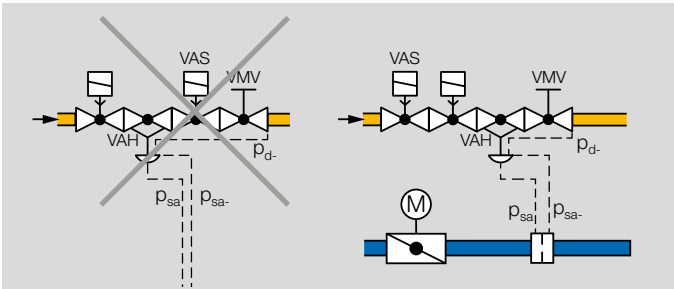 VAS
VMV
VAH
pd-
psa
psa-
VAS
VMV
VAH
pd-
psa
psa-
M